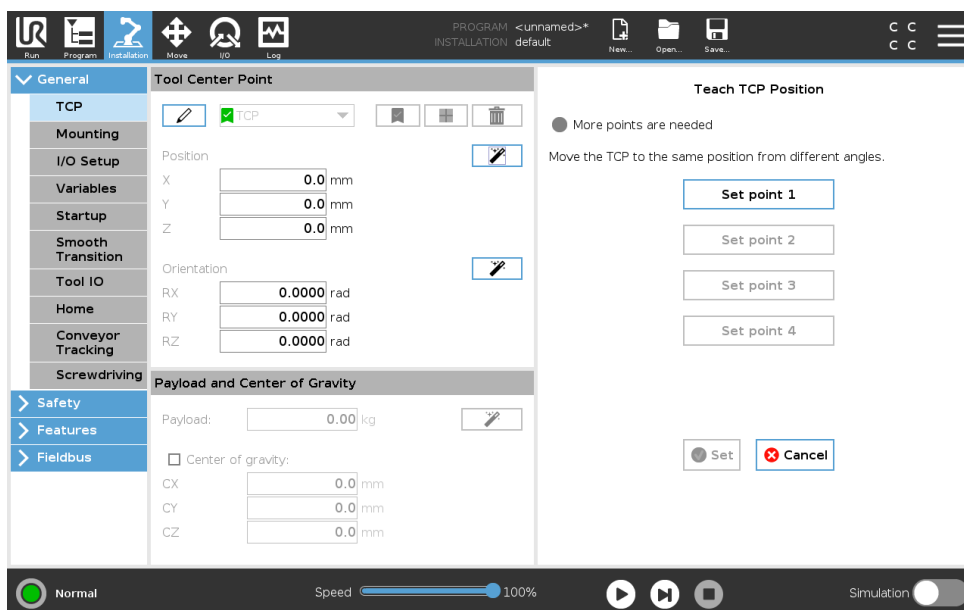 PROGRAM <unnamed>*
INSTALLATION default
Run Program Installation Move I/O Log New... Open... Save...
C C
C C
General
TCP
Mounting
I/O Setup
Variables
Startup
Smooth
Transition
Tool IO
Home
Conveyor
Tracking
Screwdriving
Safety
Features
Fieldbus
Tool Center Point
TCP
Position
X 0.0 mm
Y 0.0 mm
Z 0.0 mm
Orientation
RX 0.0000 rad
RY 0.0000 rad
RZ 0.0000 rad
Payload and Center of Gravity
Payload: 0.00 kg
Center of gravity:
CX 0.0 mm
CY 0.0 mm
CZ 0.0 mm
Teach TCP Position
More points are needed
Move the TCP to the same position from different angles.
Set point 1
Set point 2
Set point 3
Set point 4
Set Cancel
Normal Speed 100% Simulation